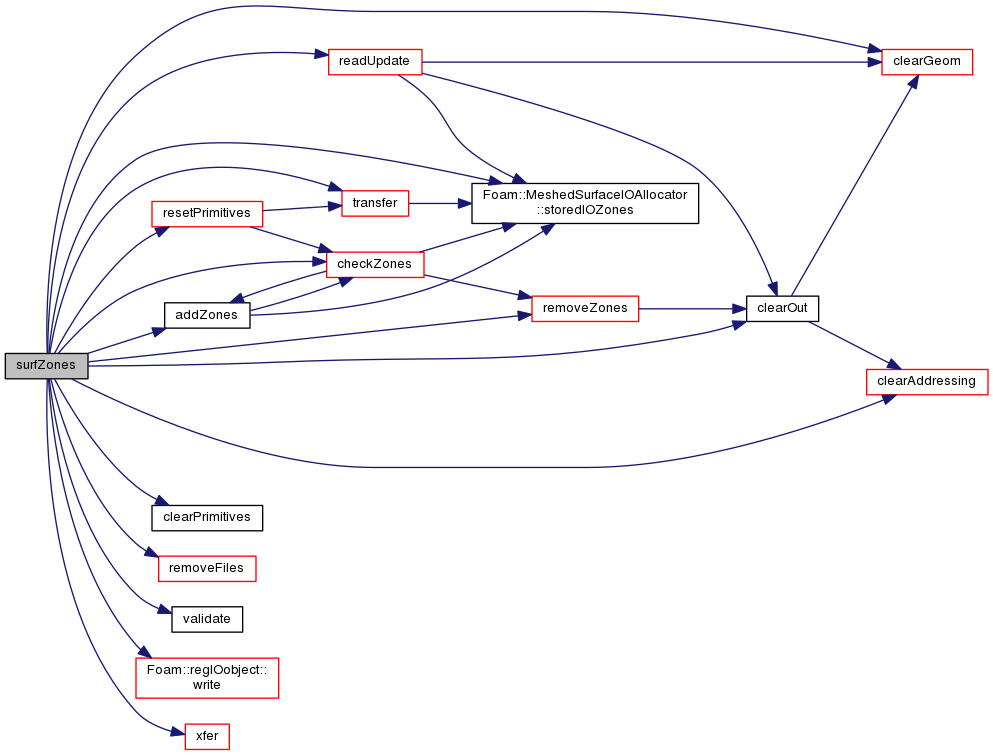 readUpdate
clearGeom
Foam::MeshedSurfaceIOAllocator
::storedIOZones
transfer
resetPrimitives
checkZones
addZones
removeZones
clearOut
surfZones
clearAddressing
clearPrimitives
removeFiles
validate
Foam::regIOobject::
write
xfer